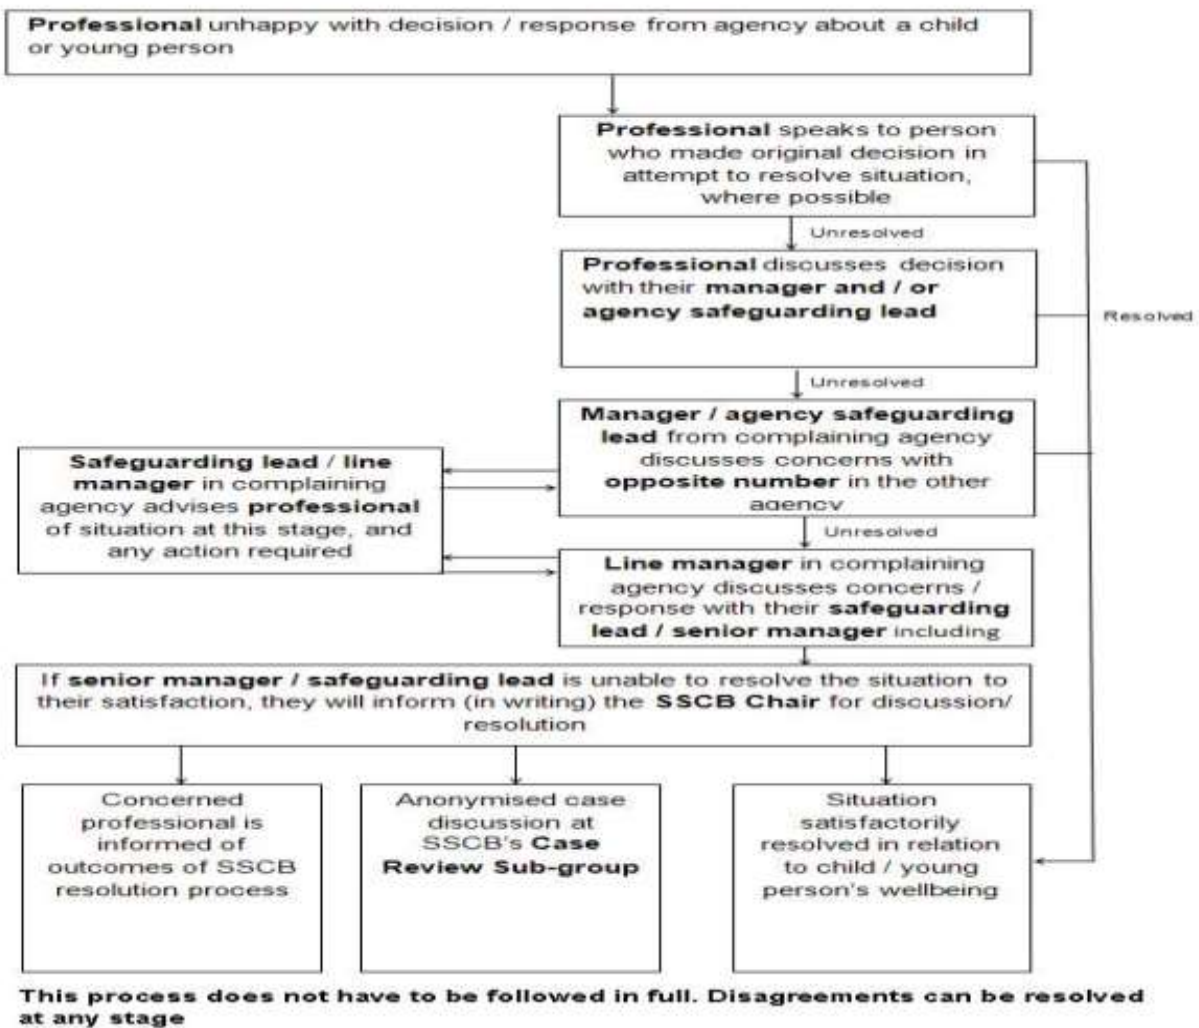 Professional unhappy with decision / response from agency about a child
or young person
Professional speaks to person
who made original decision in
attempt to resolve situation,
where possible
Unresolved
Professional discusses decision
with their manager and / or
agency safeguarding lead
Resolved
Unresolved
Manager / agency safeguarding
lead from complaining agency
discusses concerns with
opposite number in the other
agency
Safeguarding lead / line
manager in complaining
agency advises professional
of situation at this stage, and
any action required
Unresolved
Line manager in complaining
agency discusses concerns /
response with their safeguarding
lead / senior manager including
If senior manager / safeguarding lead is unable to resolve the situation to
their satisfaction, they will inform (in writing) the SSCB Chair for discussion/
resolution
Concerned
professional is
informed of
outcomes of SSCB
resolution process
Anonymised case
discussion at
SSCB's Case
Review Sub-group
Situation
satisfactorily
resolved in relation
to child / young
person's wellbeing
This process does not have to be followed in full. Disagreements can be resolved
at any stage